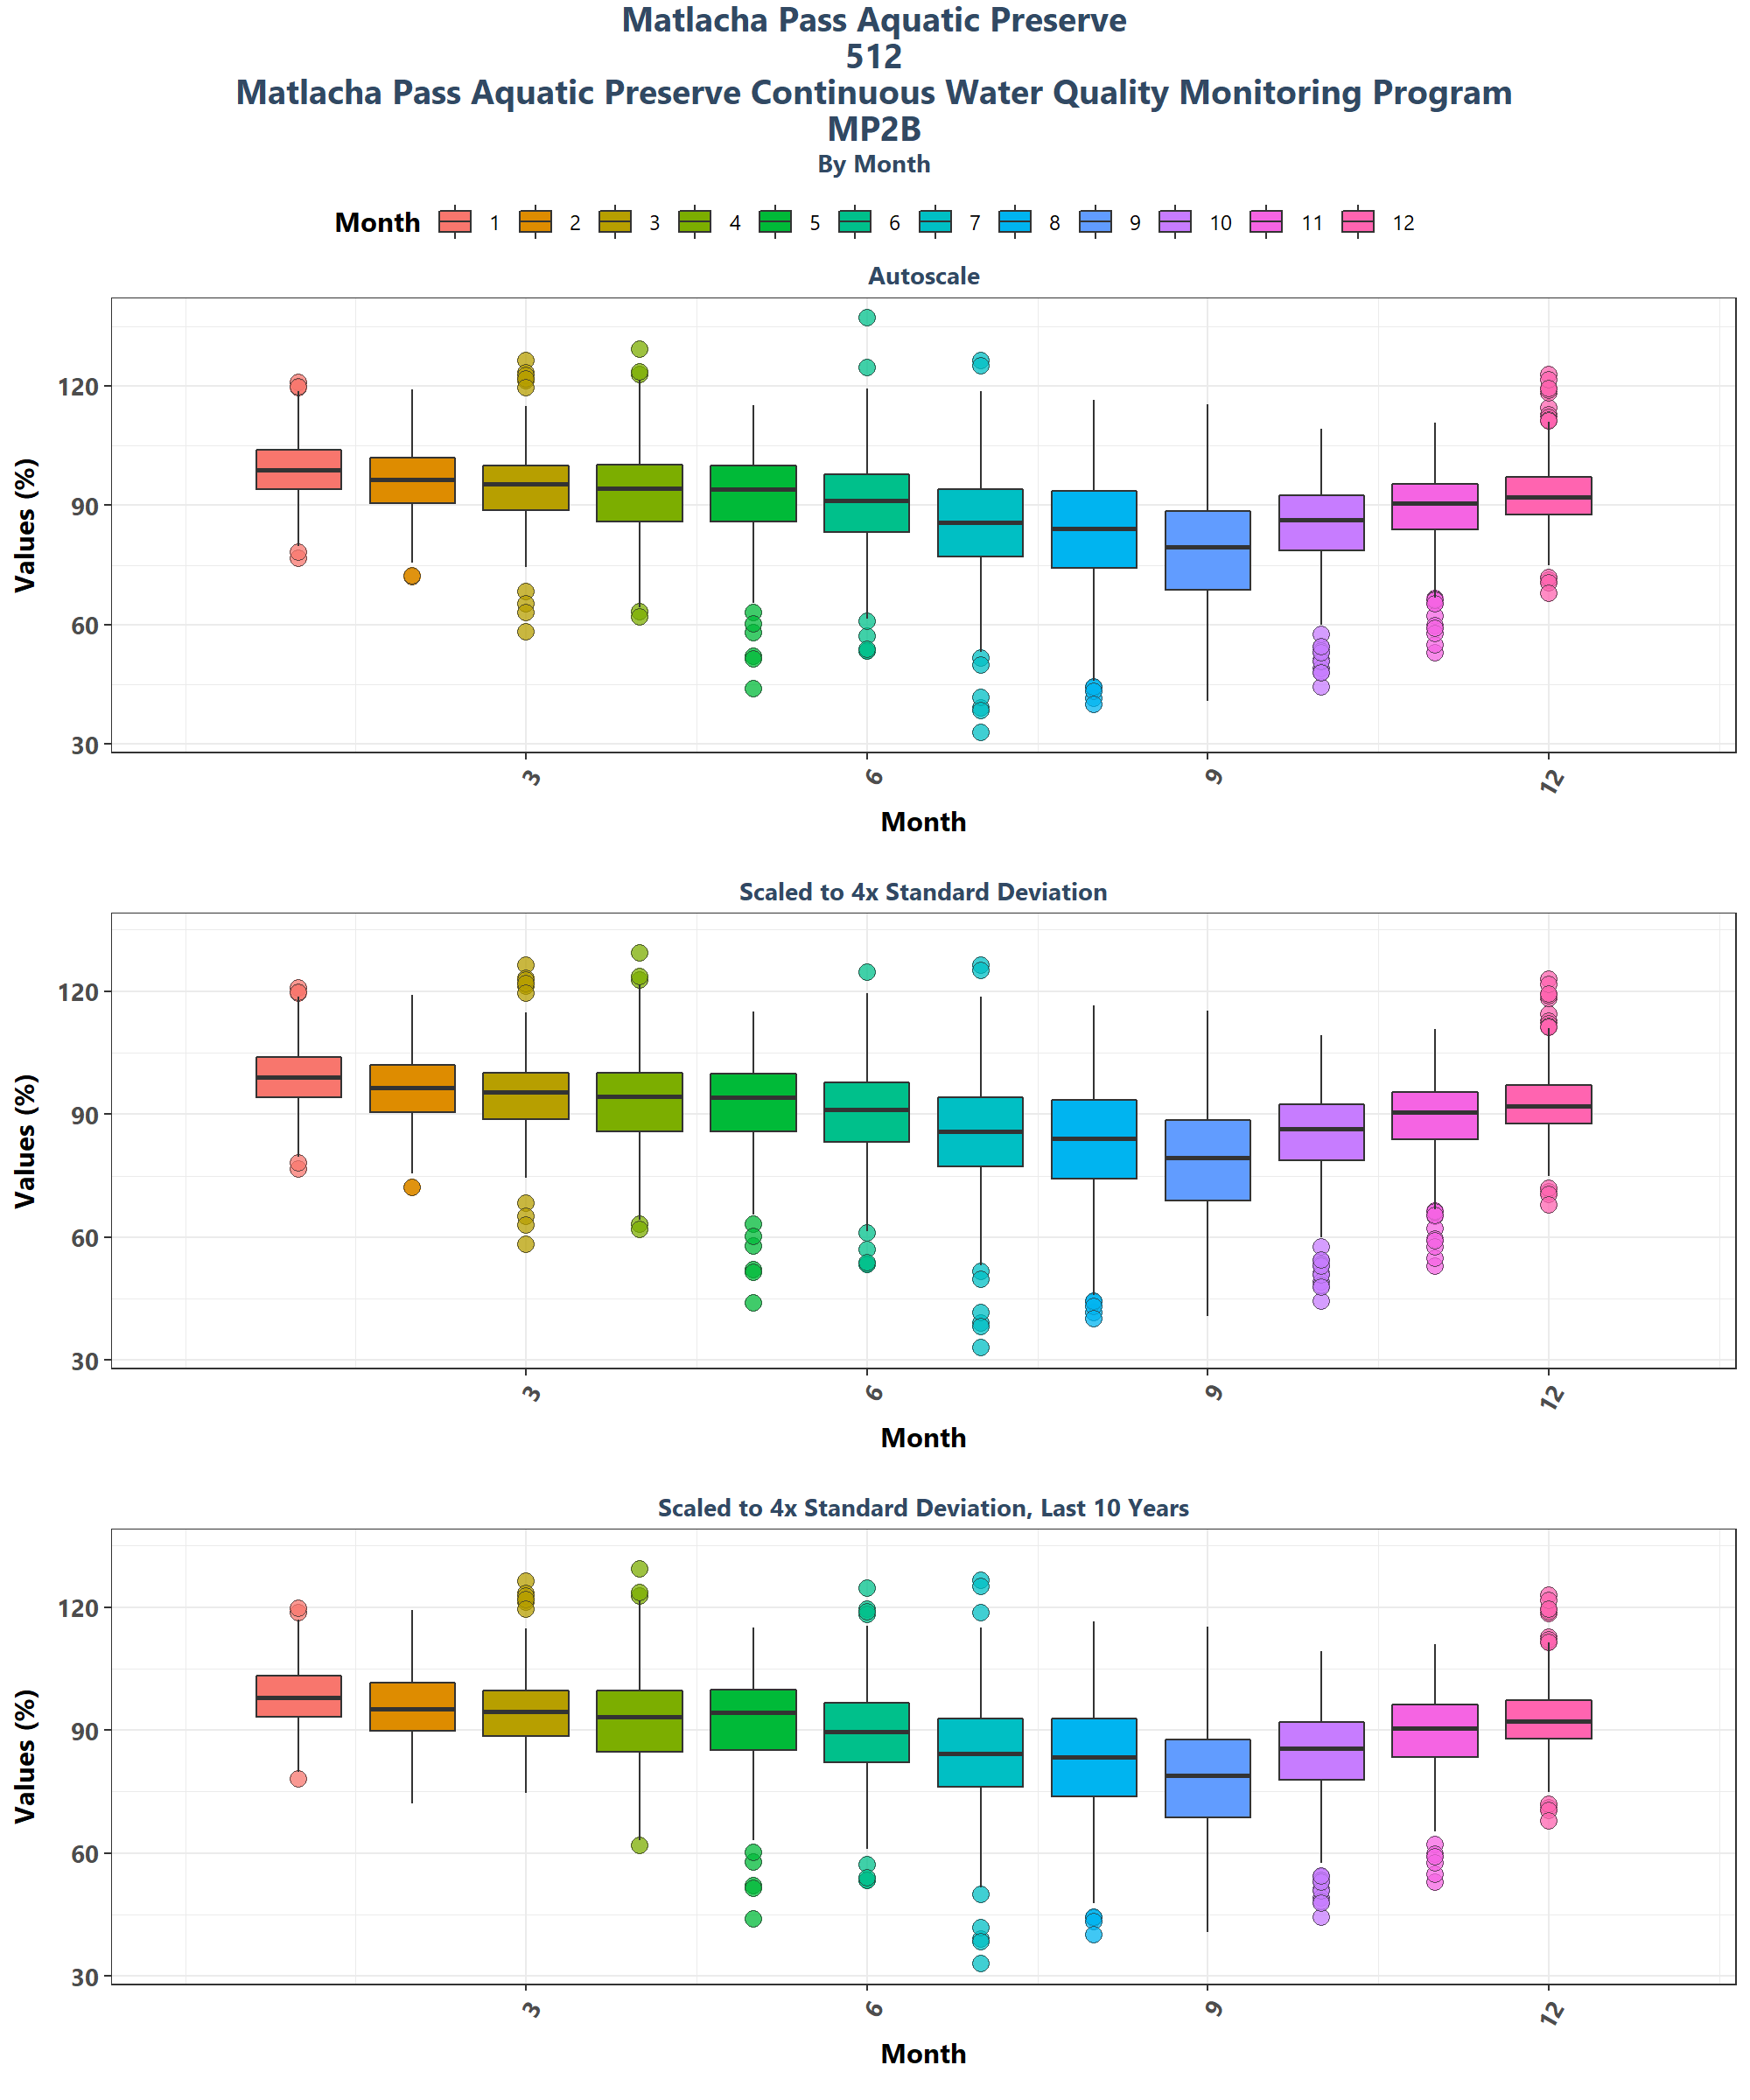 Matlacha Pass Aquatic Preserve
512
Matlacha Pass Aquatic Preserve Continuous Water Quality Monitoring Program
MP2B
By Month
Month 1 2 3 4 5 6 7 8 9 10 11 12
Autoscale
Values (%)
120
90
60
30
3 6 9 12
Month
Scaled to 4x Standard Deviation
Values (%)
120
90
60
30
3 6 9 12
Month
Scaled to 4x Standard Deviation, Last 10 Years
Values (%)
120
90
60
30
3 6 9 12
Month